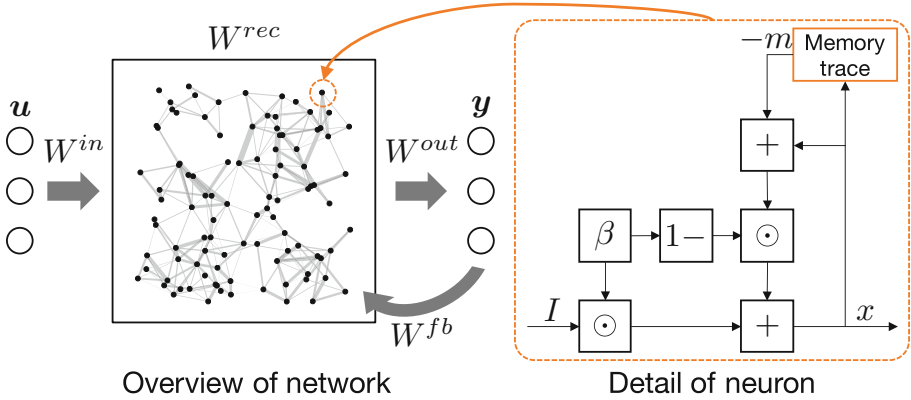 W^{rec}
u
W^{in}
W^{out}
y
W^{fb}
Overview of network
−m
Memory
trace
+
β
1−
⊙
I
⊙
+
x
Detail of neuron